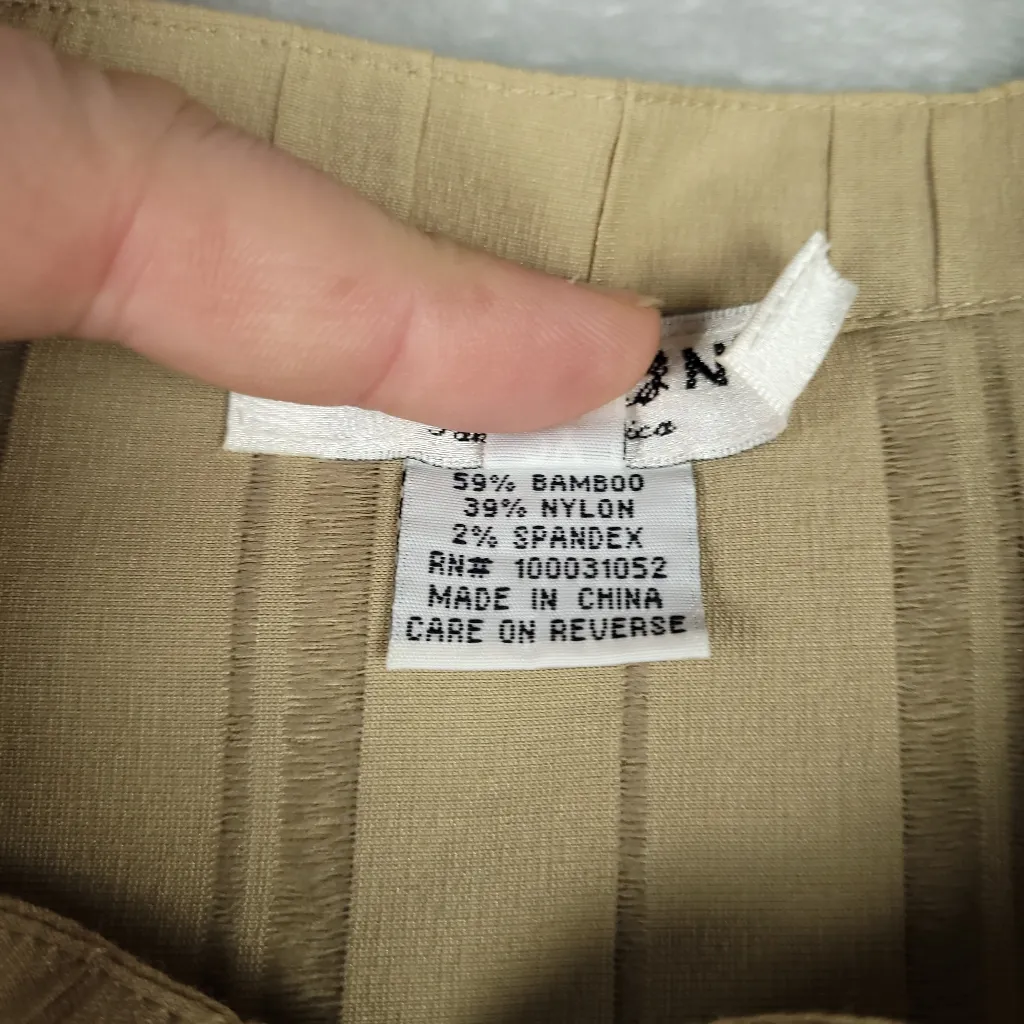 59% BAMBOO
39% NYLON
2% SPANDEX
RN# 100031052
MADE IN CHINA
CARE ON REVERSE